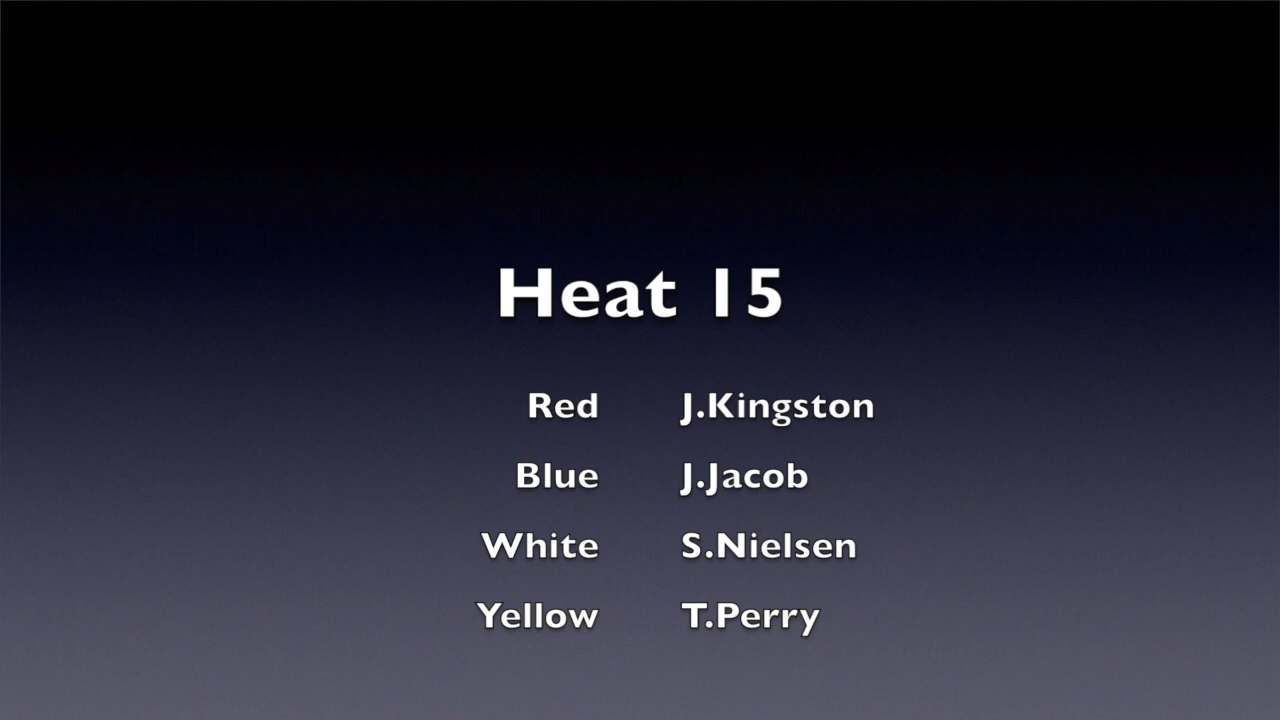 Heat 15
Red J.Kingston
Blue J.Jacob
White S.Nielsen
Yellow T.Perry